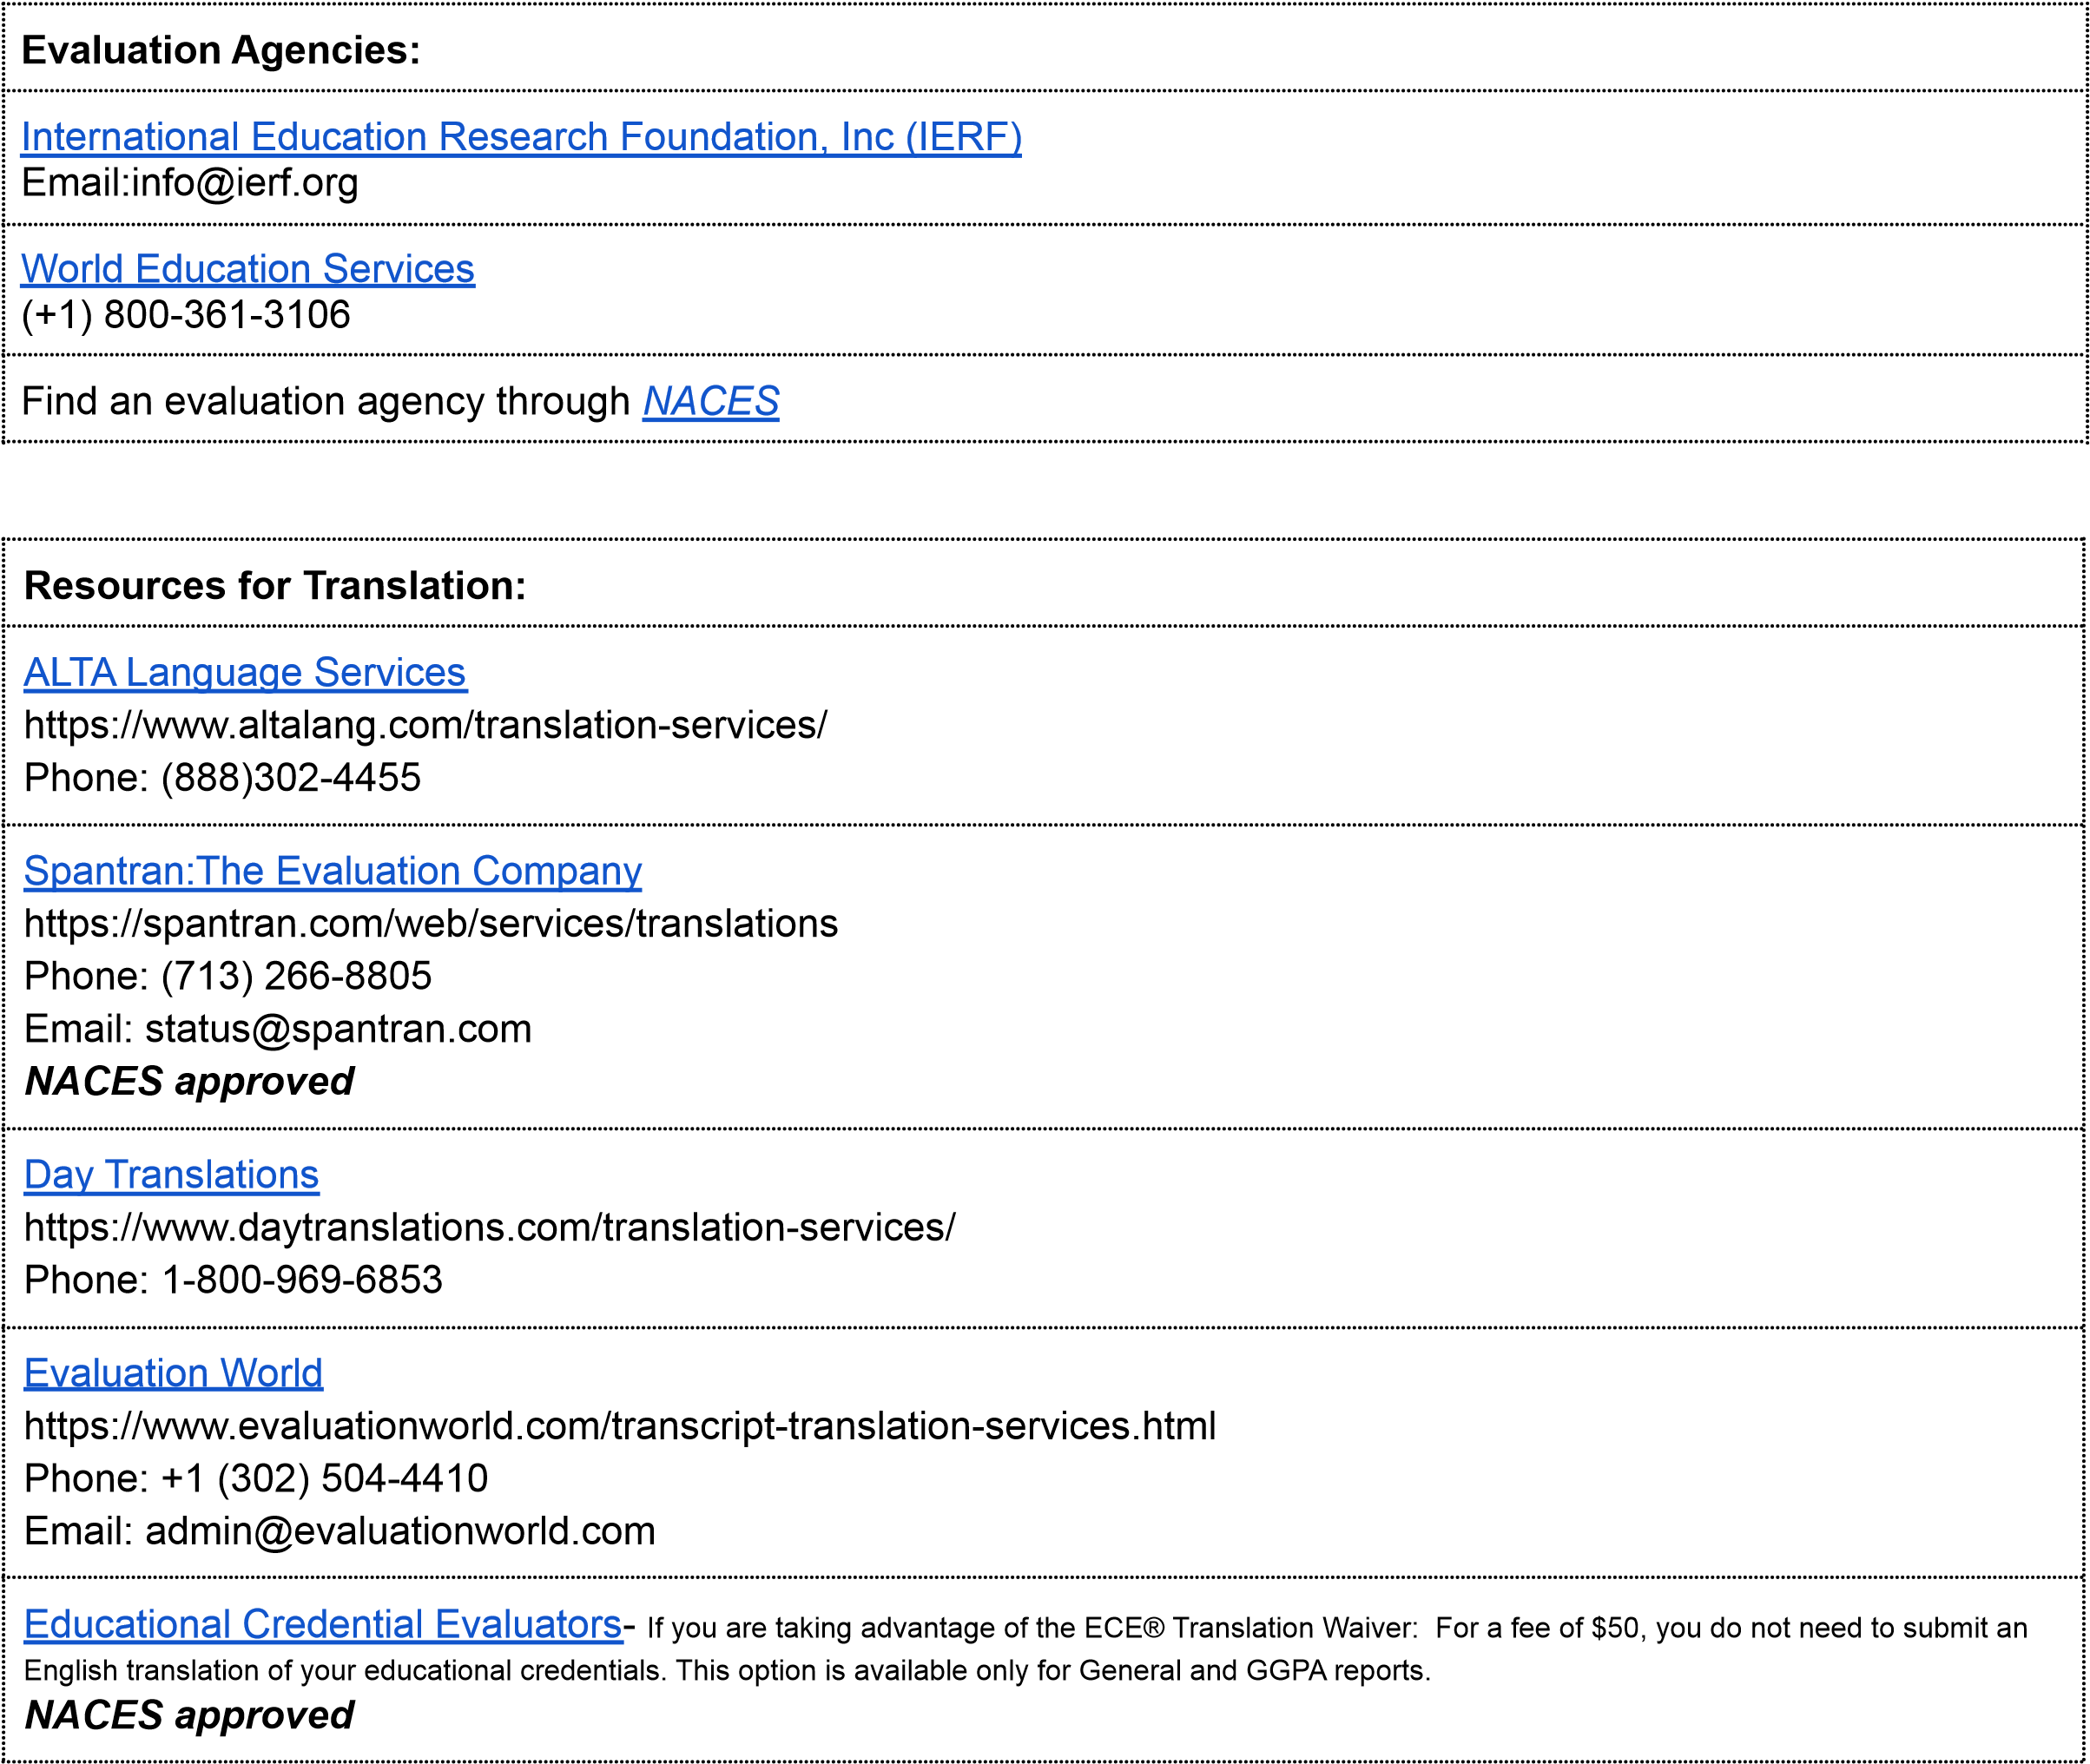 Evaluation Agencies:
International Education Research Foundation, Inc (IERF)
Email:info@ierf.org
World Education Services
(+1) 800-361-3106
Find an evaluation agency through NACES
Resources for Translation:
ALTA Language Services
https://www.altalang.com/translation-services/
Phone: (888)302-4455
Spantran:The Evaluation Company
https://spantran.com/web/services/translations
Phone: (713) 266-8805
Email: status@spantran.com
NACES approved
Day Translations
https://www.daytranslations.com/translation-services/
Phone: 1-800-969-6853
Evaluation World
https://www.evaluationworld.com/transcript-translation-services.html
Phone: +1 (302) 504-4410
Email: admin@evaluationworld.com
Educational Credential Evaluators- If you are taking advantage of the ECE® Translation Waiver:  For a fee of $50, you do not need to submit an
English translation of your educational credentials. This option is available only for General and GGPA reports.
NACES approved